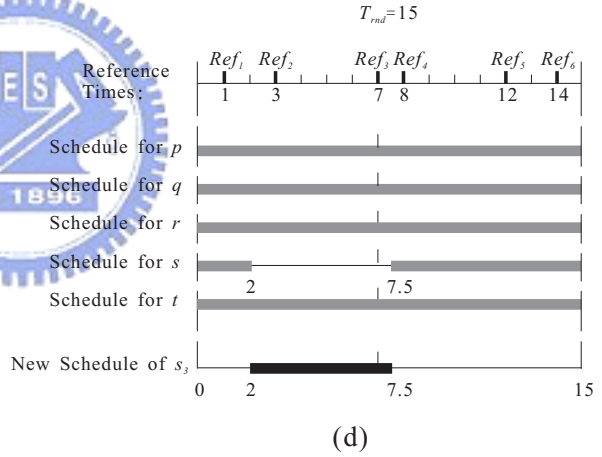 T_rnd=15
Ref_1 Ref_2 Ref_3 Ref_4 Ref_5 Ref_6
Reference
Times:
1 3 7 8 12 14
E S
Schedule for p
Schedule for q
1896
Schedule for r
Schedule for s
2 7.5
Schedule for t
New Schedule of s_3
0 2 7.5 15
(d)